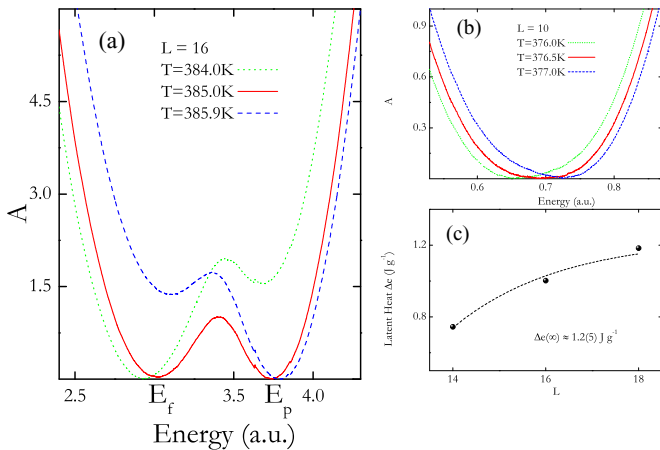 (a)
L = 16
T=384.0K
T=385.0K
T=385.9K
A
4.5
3.0
1.5
2.5
E_f
3.5
E_p
4.0
Energy (a.u.)
(b)
L = 10
T=376.0K
T=376.5K
T=377.0K
A
0.9
0.6
0.3
0.6
0.7
0.8
Energy (a.u.)
(c)
Latent Heat Δe (J g⁻¹)
1.2
0.8
Δe(∞) ≈ 1.2(5) J g⁻¹
14
16
18
L